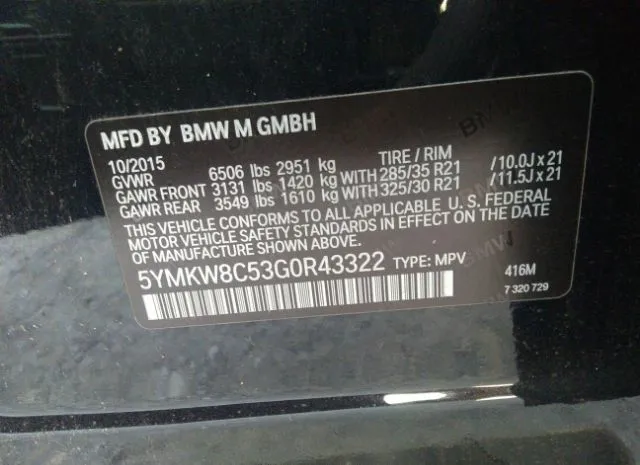 MFD BY BMW M GMBH
10/2015 TIRE / RIM
GVWR 6506 lbs 2951 kg
GAWR FRONT 3131 lbs 1420 kg WITH 285/35 R21 /10.0J x 21
GAWR REAR 3549 lbs 1610 kg WITH 325/30 R21 /11.5J x 21
THIS VEHICLE CONFORMS TO ALL APPLICABLE U. S. FEDERAL
MOTOR VEHICLE SAFETY STANDARDS IN EFFECT ON THE DATE OF
MANUFACTURE SHOWN ABOVE.
5YMKW8C53G0R43322 TYPE: MPV
416M
7 320 729